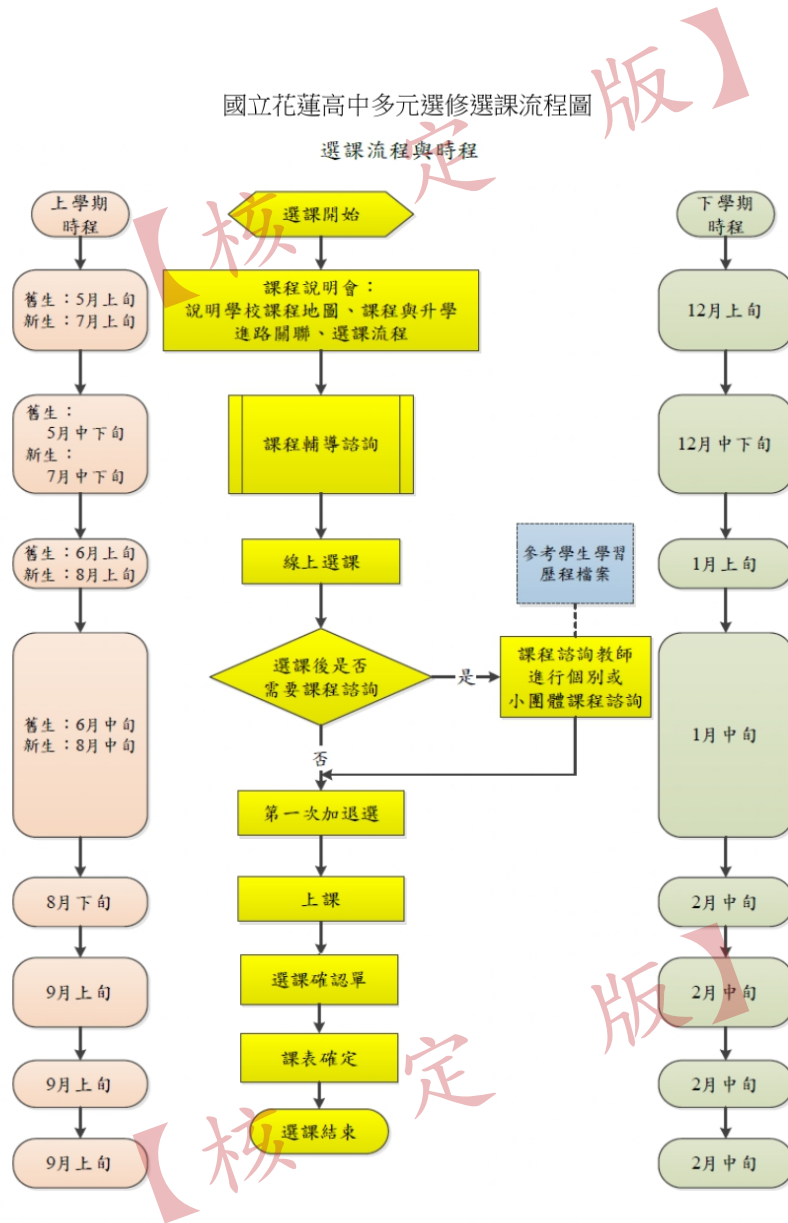 國立花蓮高中多元選修選課流程圖
選課流程與時程
上學期
時程
選課開始
下學期
時程
舊生：5月上旬
新生：7月上旬
課程說明會：
說明學校課程地圖、課程與升學
進路關聯、選課流程
12月上旬
舊生：
5月中下旬
新生：
7月中下旬
課程輔導諮詢
12月中下旬
舊生：6月上旬
新生：8月上旬
線上選課
參考學生學習
歷程檔案
1月上旬
選課後是否
需要課程諮詢
是
課程諮詢教師
進行個別或
小團體課程諮詢
舊生：6月中旬
新生：8月中旬
1月中旬
否
第一次加退選
8月下旬
上課
2月中旬
9月上旬
選課確認單
2月中旬
9月上旬
課表確定
2月中旬
9月上旬
選課結束
2月中旬
【核定版】
【核定版】